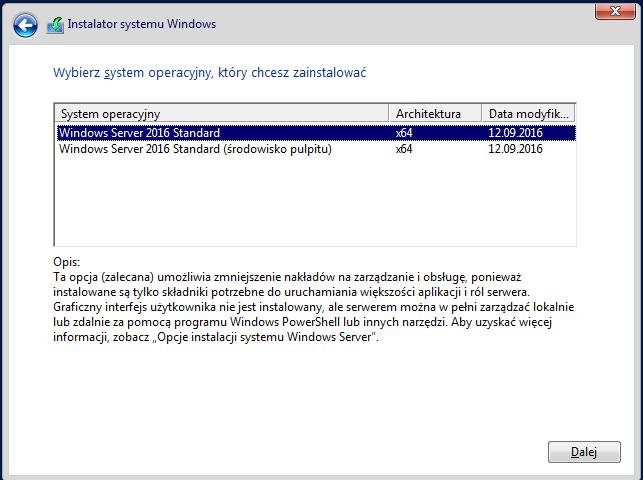 Instalator systemu Windows
Wybierz system operacyjny, który chcesz zainstalować
System operacyjny Architektura Data modyfik...
Windows Server 2016 Standard x64 12.09.2016
Windows Server 2016 Standard (środowisko pulpitu) x64 12.09.2016
Opis:
Ta opcja (zalecana) umożliwia zmniejszenie nakładów na zarządzanie i obsługę, ponieważ
instalowane są tylko składniki potrzebne do uruchamiania większości aplikacji i ról serwera.
Graficzny interfejs użytkownika nie jest instalowany, ale serwerem można w pełni zarządzać lokalnie
lub zdalnie za pomocą programu Windows PowerShell lub innych narzędzi. Aby uzyskać więcej
informacji, zobacz „Opcje instalacji systemu Windows Server”.
Dalej